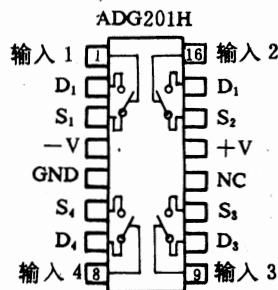 ADG201H
输入 1 1 16 输入 2
D₁ D₁
S₁ S₂
－V ＋V
GND NC
S₄ S₃
D₄ D₃
输入 4 8 9 输入 3